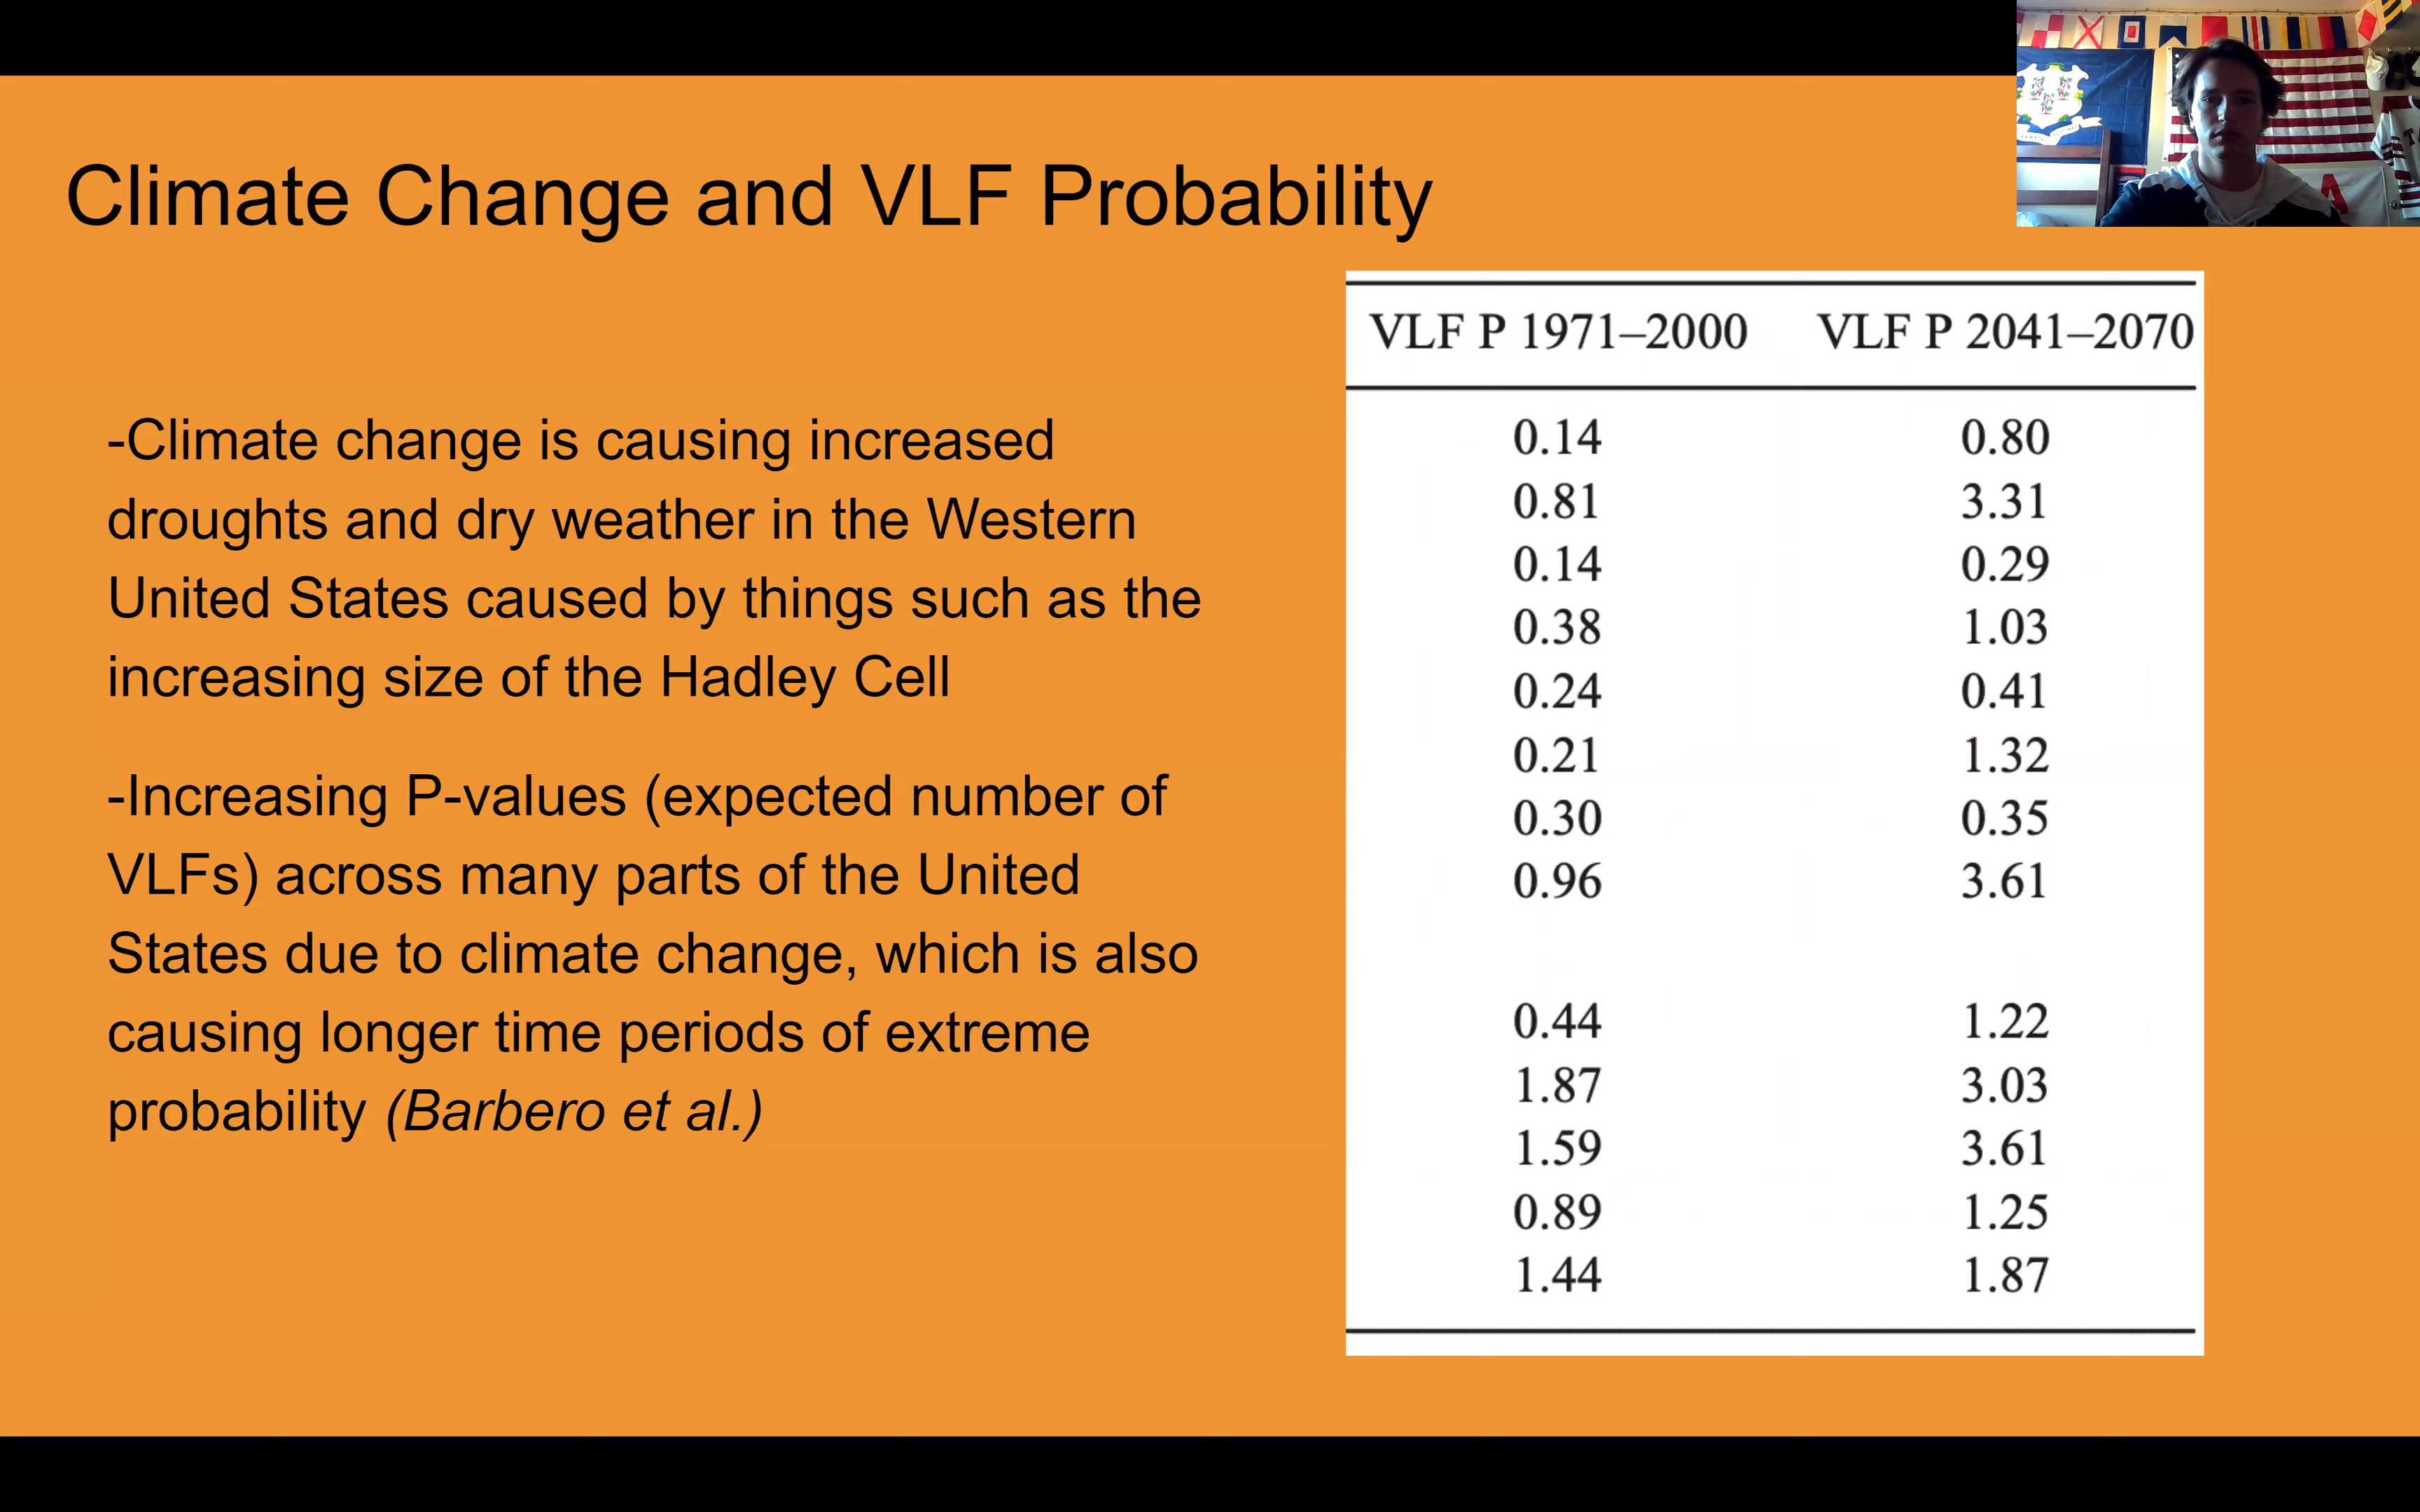 Climate Change and VLF Probability
-Climate change is causing increased
droughts and dry weather in the Western
United States caused by things such as the
increasing size of the Hadley Cell
-Increasing P-values (expected number of
VLFs) across many parts of the United
States due to climate change, which is also
causing longer time periods of extreme
probability (Barbero et al.)
VLF P 1971–2000 VLF P 2041–2070
0.14 0.80
0.81 3.31
0.14 0.29
0.38 1.03
0.24 0.41
0.21 1.32
0.30 0.35
0.96 3.61
0.44 1.22
1.87 3.03
1.59 3.61
0.89 1.25
1.44 1.87